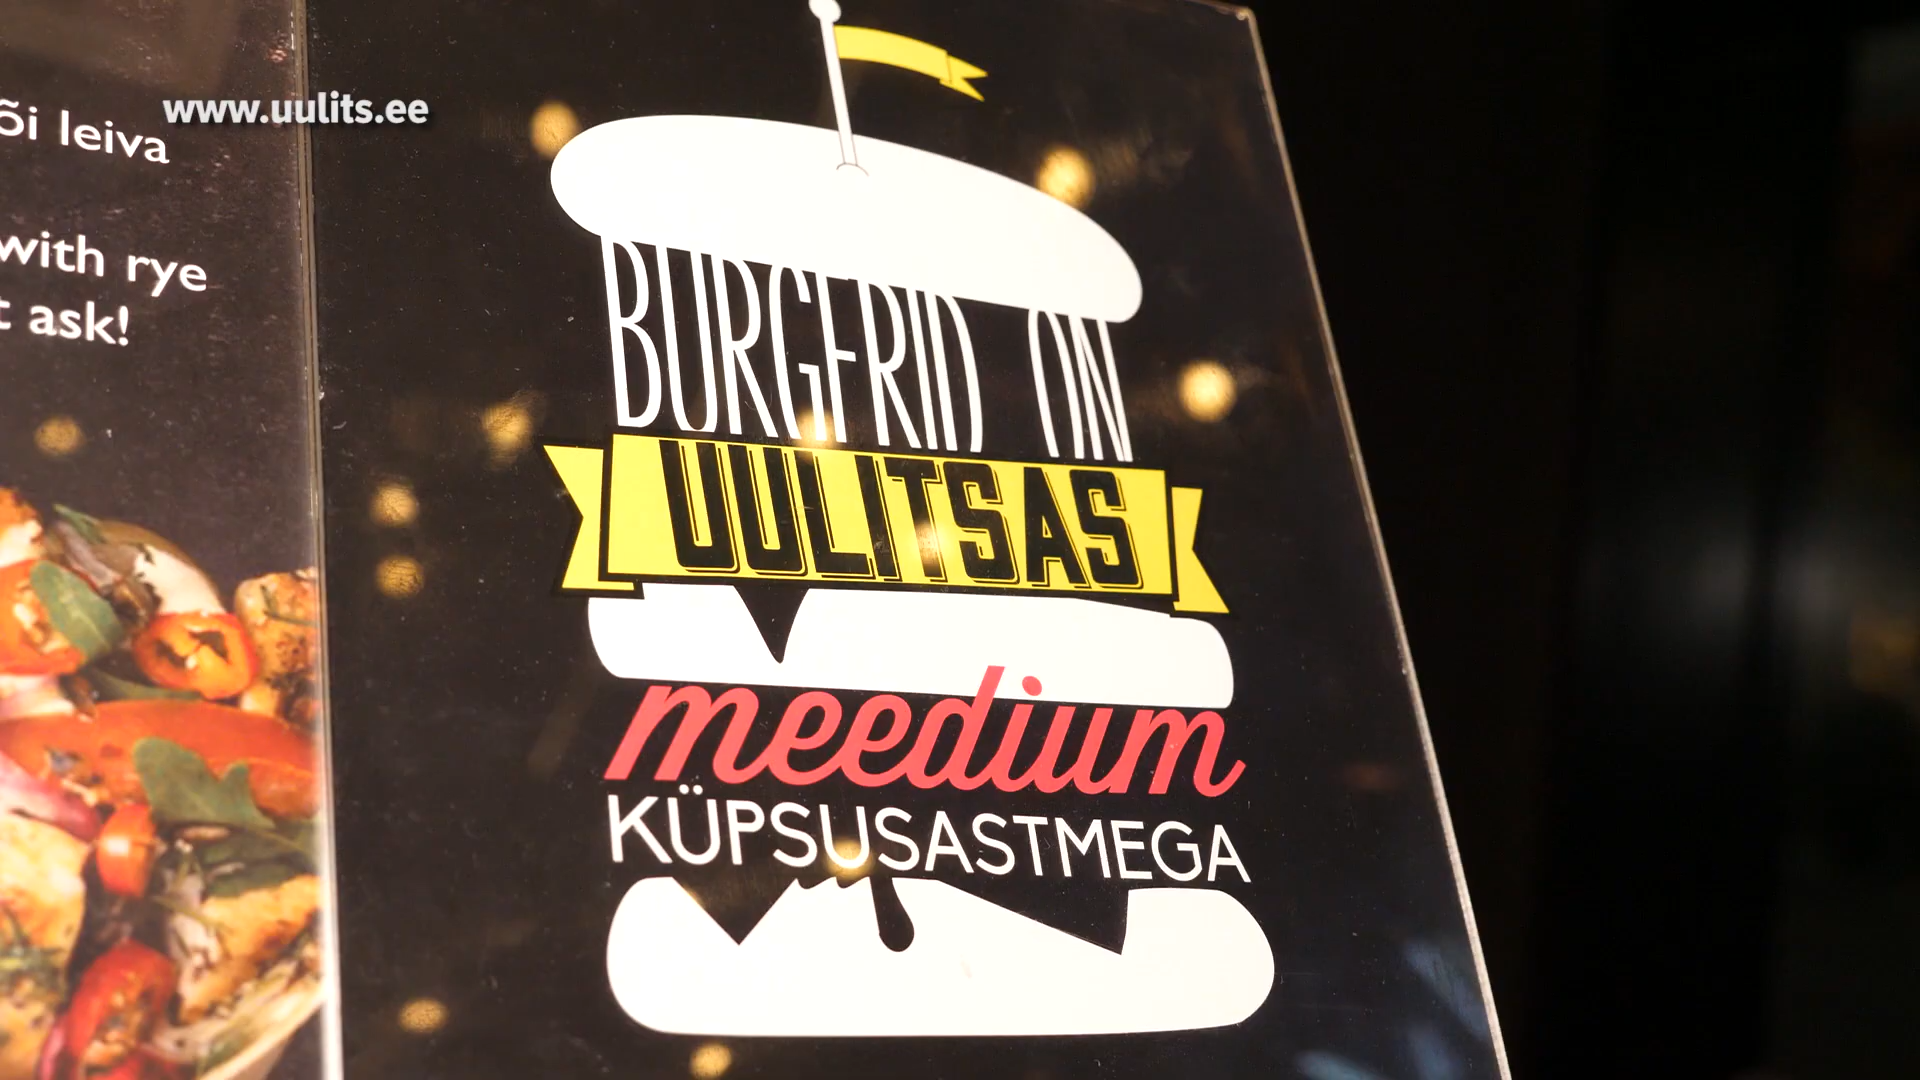 www.uulits.ee
õi leiva
with rye
t ask!
BURGERID ON
UULITSAS
meedium
KÜPSUSASTMEGA